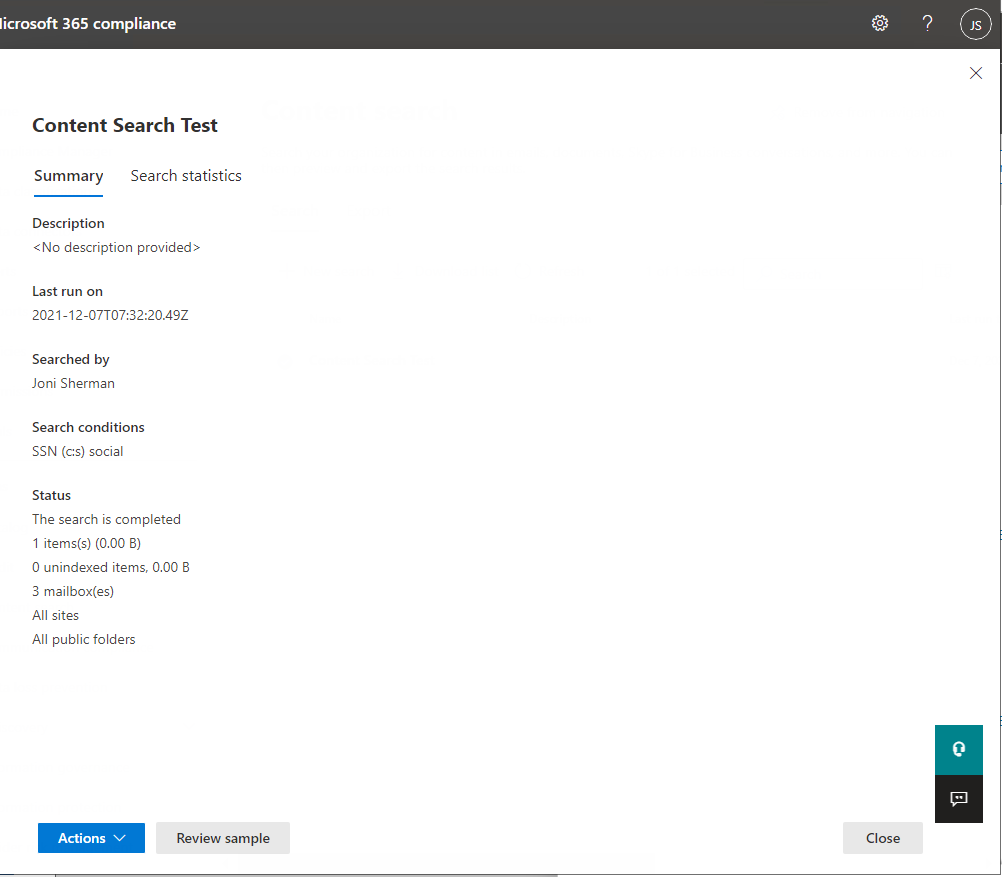 Microsoft 365 compliance
?
JS
Content Search Test
Summary
Search statistics
Description
<No description provided>
Last run on
2021-12-07T07:32:20.49Z
Searched by
Joni Sherman
Search conditions
SSN (c:s) social
Status
The search is completed
1 items(s) (0.00 B)
0 unindexed items, 0.00 B
3 mailbox(es)
All sites
All public folders
Actions
Review sample
Close